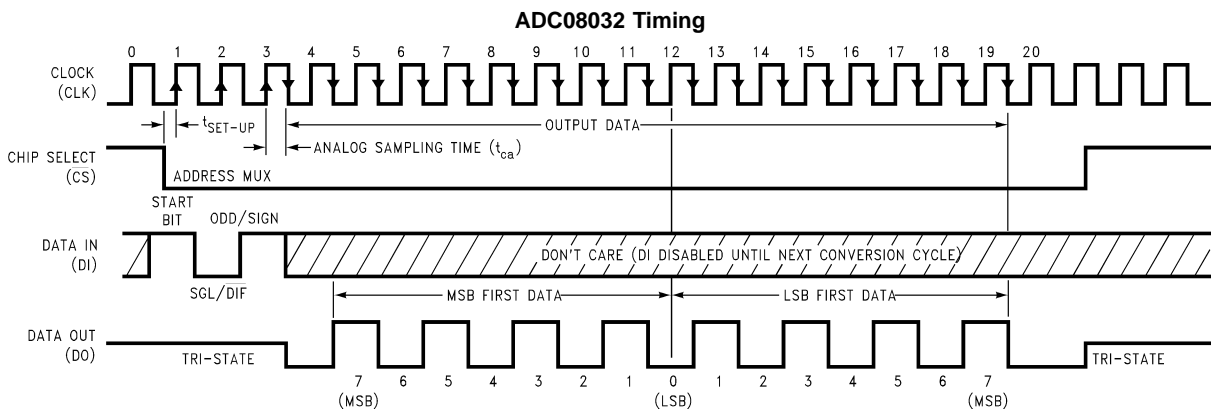 ADC08032 Timing
0 1 2 3 4 5 6 7 8 9 10 11 12 13 14 15 16 17 18 19 20
CLOCK
(CLK)
tSET-UP
OUTPUT DATA
ANALOG SAMPLING TIME (tca)
CHIP SELECT
(C̅S̅)
ADDRESS MUX
START
BIT
ODD/SIGN
DATA IN
(DI)
DON'T CARE (DI DISABLED UNTIL NEXT CONVERSION CYCLE)
SGL/D̅I̅F̅
MSB FIRST DATA
LSB FIRST DATA
DATA OUT
(DO)
TRI-STATE
TRI-STATE
7 6 5 4 3 2 1 0 1 2 3 4 5 6 7
(MSB) (LSB) (MSB)